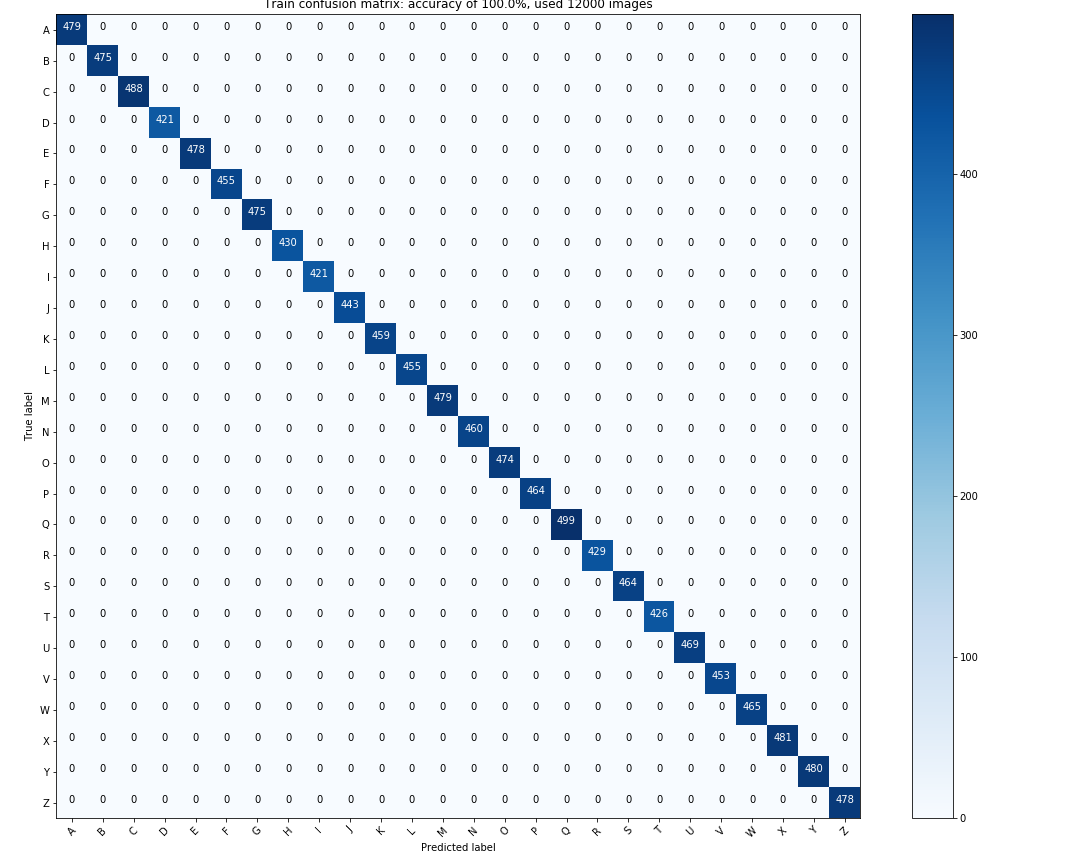 Train confusion matrix: accuracy of 100.0%, used 12000 images
A 479 0 0 0 0 0 0 0 0 0 0 0 0 0 0 0 0 0 0 0 0 0 0 0 0 0
B 0 475 0 0 0 0 0 0 0 0 0 0 0 0 0 0 0 0 0 0 0 0 0 0 0 0
C 0 0 488 0 0 0 0 0 0 0 0 0 0 0 0 0 0 0 0 0 0 0 0 0 0 0
D 0 0 0 421 0 0 0 0 0 0 0 0 0 0 0 0 0 0 0 0 0 0 0 0 0 0
E 0 0 0 0 478 0 0 0 0 0 0 0 0 0 0 0 0 0 0 0 0 0 0 0 0 0
F 0 0 0 0 0 455 0 0 0 0 0 0 0 0 0 0 0 0 0 0 0 0 0 0 0 0
G 0 0 0 0 0 0 475 0 0 0 0 0 0 0 0 0 0 0 0 0 0 0 0 0 0 0
H 0 0 0 0 0 0 0 430 0 0 0 0 0 0 0 0 0 0 0 0 0 0 0 0 0 0
I 0 0 0 0 0 0 0 0 421 0 0 0 0 0 0 0 0 0 0 0 0 0 0 0 0 0
J 0 0 0 0 0 0 0 0 0 443 0 0 0 0 0 0 0 0 0 0 0 0 0 0 0 0
K 0 0 0 0 0 0 0 0 0 0 459 0 0 0 0 0 0 0 0 0 0 0 0 0 0 0
L 0 0 0 0 0 0 0 0 0 0 0 455 0 0 0 0 0 0 0 0 0 0 0 0 0 0
M 0 0 0 0 0 0 0 0 0 0 0 0 479 0 0 0 0 0 0 0 0 0 0 0 0 0
N 0 0 0 0 0 0 0 0 0 0 0 0 0 460 0 0 0 0 0 0 0 0 0 0 0 0
O 0 0 0 0 0 0 0 0 0 0 0 0 0 0 474 0 0 0 0 0 0 0 0 0 0 0
P 0 0 0 0 0 0 0 0 0 0 0 0 0 0 0 464 0 0 0 0 0 0 0 0 0 0
Q 0 0 0 0 0 0 0 0 0 0 0 0 0 0 0 0 499 0 0 0 0 0 0 0 0 0
R 0 0 0 0 0 0 0 0 0 0 0 0 0 0 0 0 0 429 0 0 0 0 0 0 0 0
S 0 0 0 0 0 0 0 0 0 0 0 0 0 0 0 0 0 0 464 0 0 0 0 0 0 0
T 0 0 0 0 0 0 0 0 0 0 0 0 0 0 0 0 0 0 0 426 0 0 0 0 0 0
U 0 0 0 0 0 0 0 0 0 0 0 0 0 0 0 0 0 0 0 0 469 0 0 0 0 0
V 0 0 0 0 0 0 0 0 0 0 0 0 0 0 0 0 0 0 0 0 0 453 0 0 0 0
W 0 0 0 0 0 0 0 0 0 0 0 0 0 0 0 0 0 0 0 0 0 0 465 0 0 0
X 0 0 0 0 0 0 0 0 0 0 0 0 0 0 0 0 0 0 0 0 0 0 0 481 0 0
Y 0 0 0 0 0 0 0 0 0 0 0 0 0 0 0 0 0 0 0 0 0 0 0 0 480 0
Z 0 0 0 0 0 0 0 0 0 0 0 0 0 0 0 0 0 0 0 0 0 0 0 0 0 478
A B C D E F G H I J K L M N O P Q R S T U V W X Y Z
Predicted label
True label
400
300
200
100
0